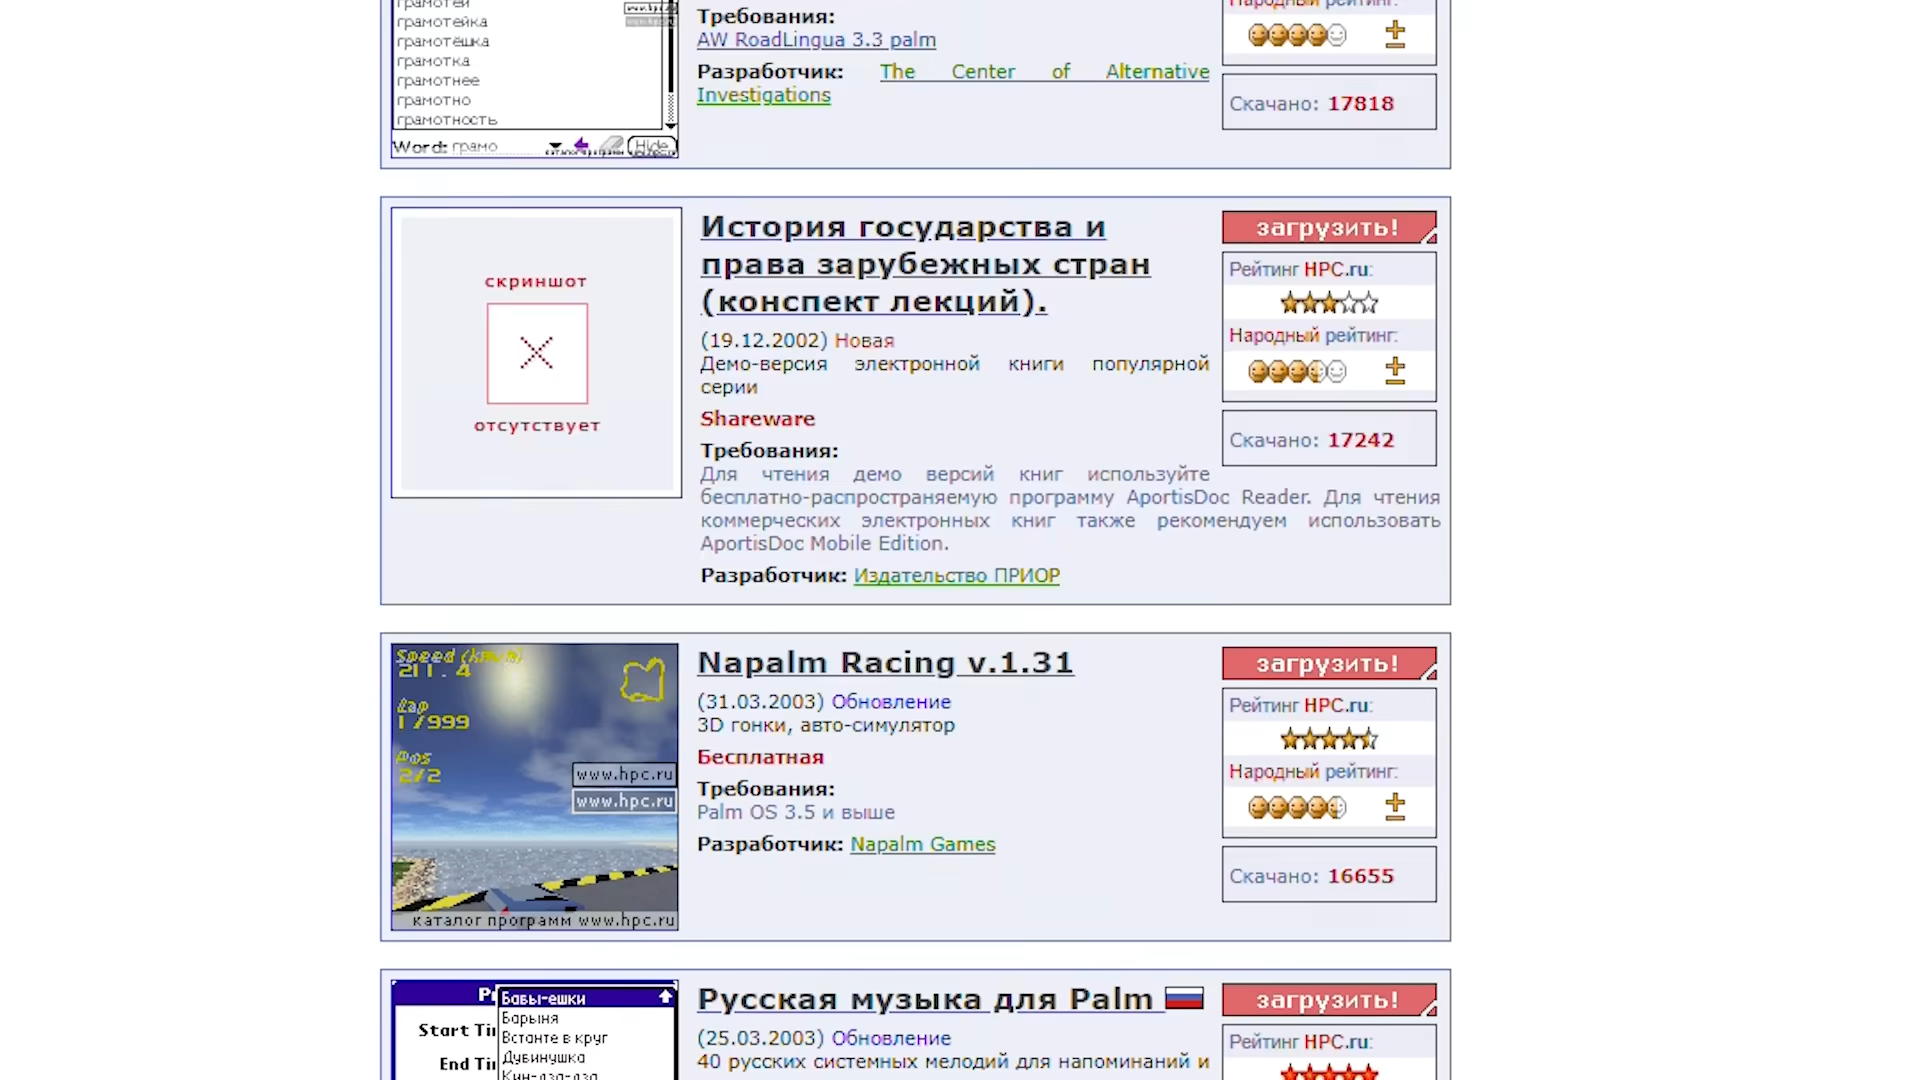 грамотей
грамотейка
грамотёшка
грамотка
грамотнее
грамотно
грамотность
Word: грамо
Hide
Требования:
AW RoadLingua 3.3 palm
Разработчик: The Center of Alternative
Investigations
Народный рейтинг:
Скачано: 17818
скриншот
отсутствует
История государства и
права зарубежных стран
(конспект лекций).
(19.12.2002) Новая
Демо-версия электронной книги популярной
серии
Shareware
Требования:
Для чтения демо версий книг используйте
бесплатно-распространяемую программу AportisDoc Reader. Для чтения
коммерческих электронных книг также рекомендуем использовать
AportisDoc Mobile Edition.
Разработчик: Издательство ПРИОР
загрузить!
Рейтинг HPC.ru:
Народный рейтинг:
Скачано: 17242
Speed (km/h)
211.4
Lap
1/999
Pos
2/2
www.hpc.ru
www.hpc.ru
каталог программ www.hpc.ru
Napalm Racing v.1.31
(31.03.2003) Обновление
3D гонки, авто-симулятор
Бесплатная
Требования:
Palm OS 3.5 и выше
Разработчик: Napalm Games
загрузить!
Рейтинг HPC.ru:
Народный рейтинг:
Скачано: 16655
Start Ti
End Ti
Бабы-ешки
Барыня
Встаньте в круг
Дубинушка
Кин-дза-дза
Русская музыка для Palm
(25.03.2003) Обновление
40 русских системных мелодий для напоминаний и
загрузить!
Рейтинг HPC.ru: